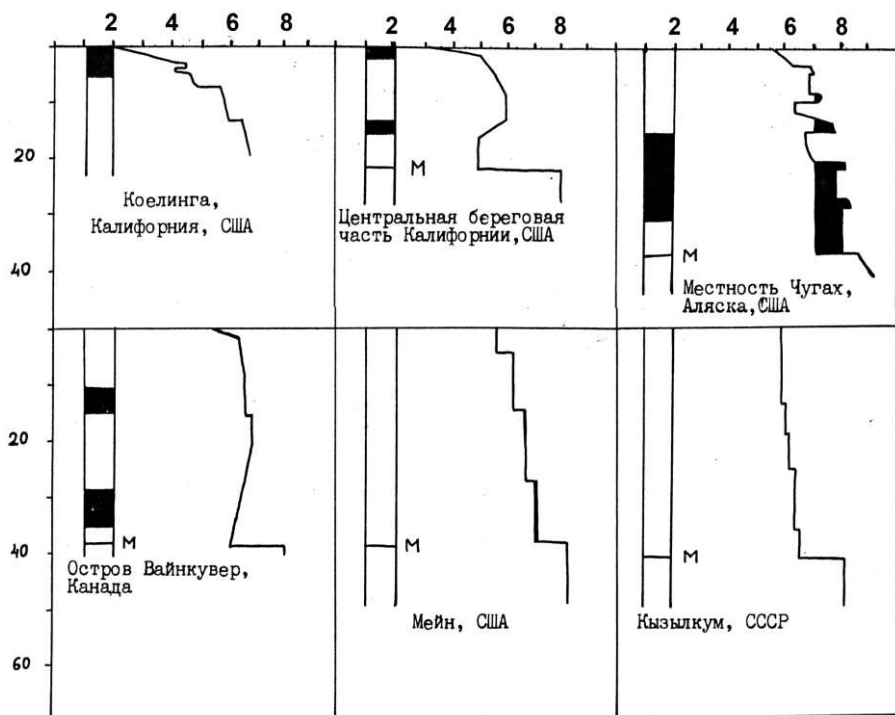 2 4 6 8 2 4 6 8 2 4 6 8
20
М
Коелинга,
Калифорния, США
Центральная береговая
часть Калифорнии,США
М
40
Местность Чугах,
Аляска,США
20
М
40
М
М
Остров Вайнкувер,
Канада
Мейн, США
Кызылкум, СССР
60